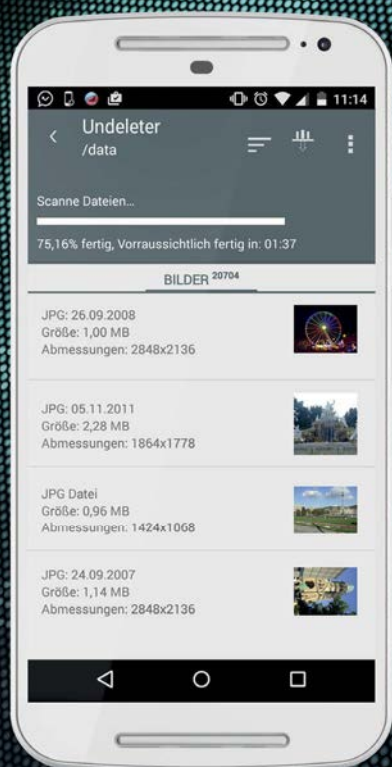 11:14
Undeleter
/data
Scanne Dateien...
75,16% fertig, Vorraussichtlich fertig in: 01:37
BILDER 20704
JPG: 26.09.2008
Größe: 1,00 MB
Abmessungen: 2848x2136
JPG: 05.11.2011
Größe: 2,28 MB
Abmessungen: 1864x1778
JPG Datei
Größe: 0,96 MB
Abmessungen: 1424x1068
JPG: 24.09.2007
Größe: 1,14 MB
Abmessungen: 2848x2136